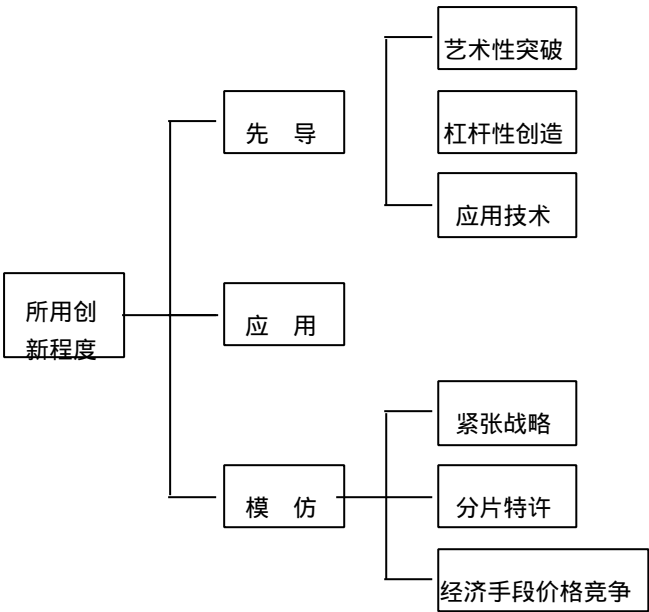 艺术性突破
先 导
杠杆性创造
应用技术
所用创
新程度
应 用
紧张战略
模 仿
分片特许
经济手段价格竞争